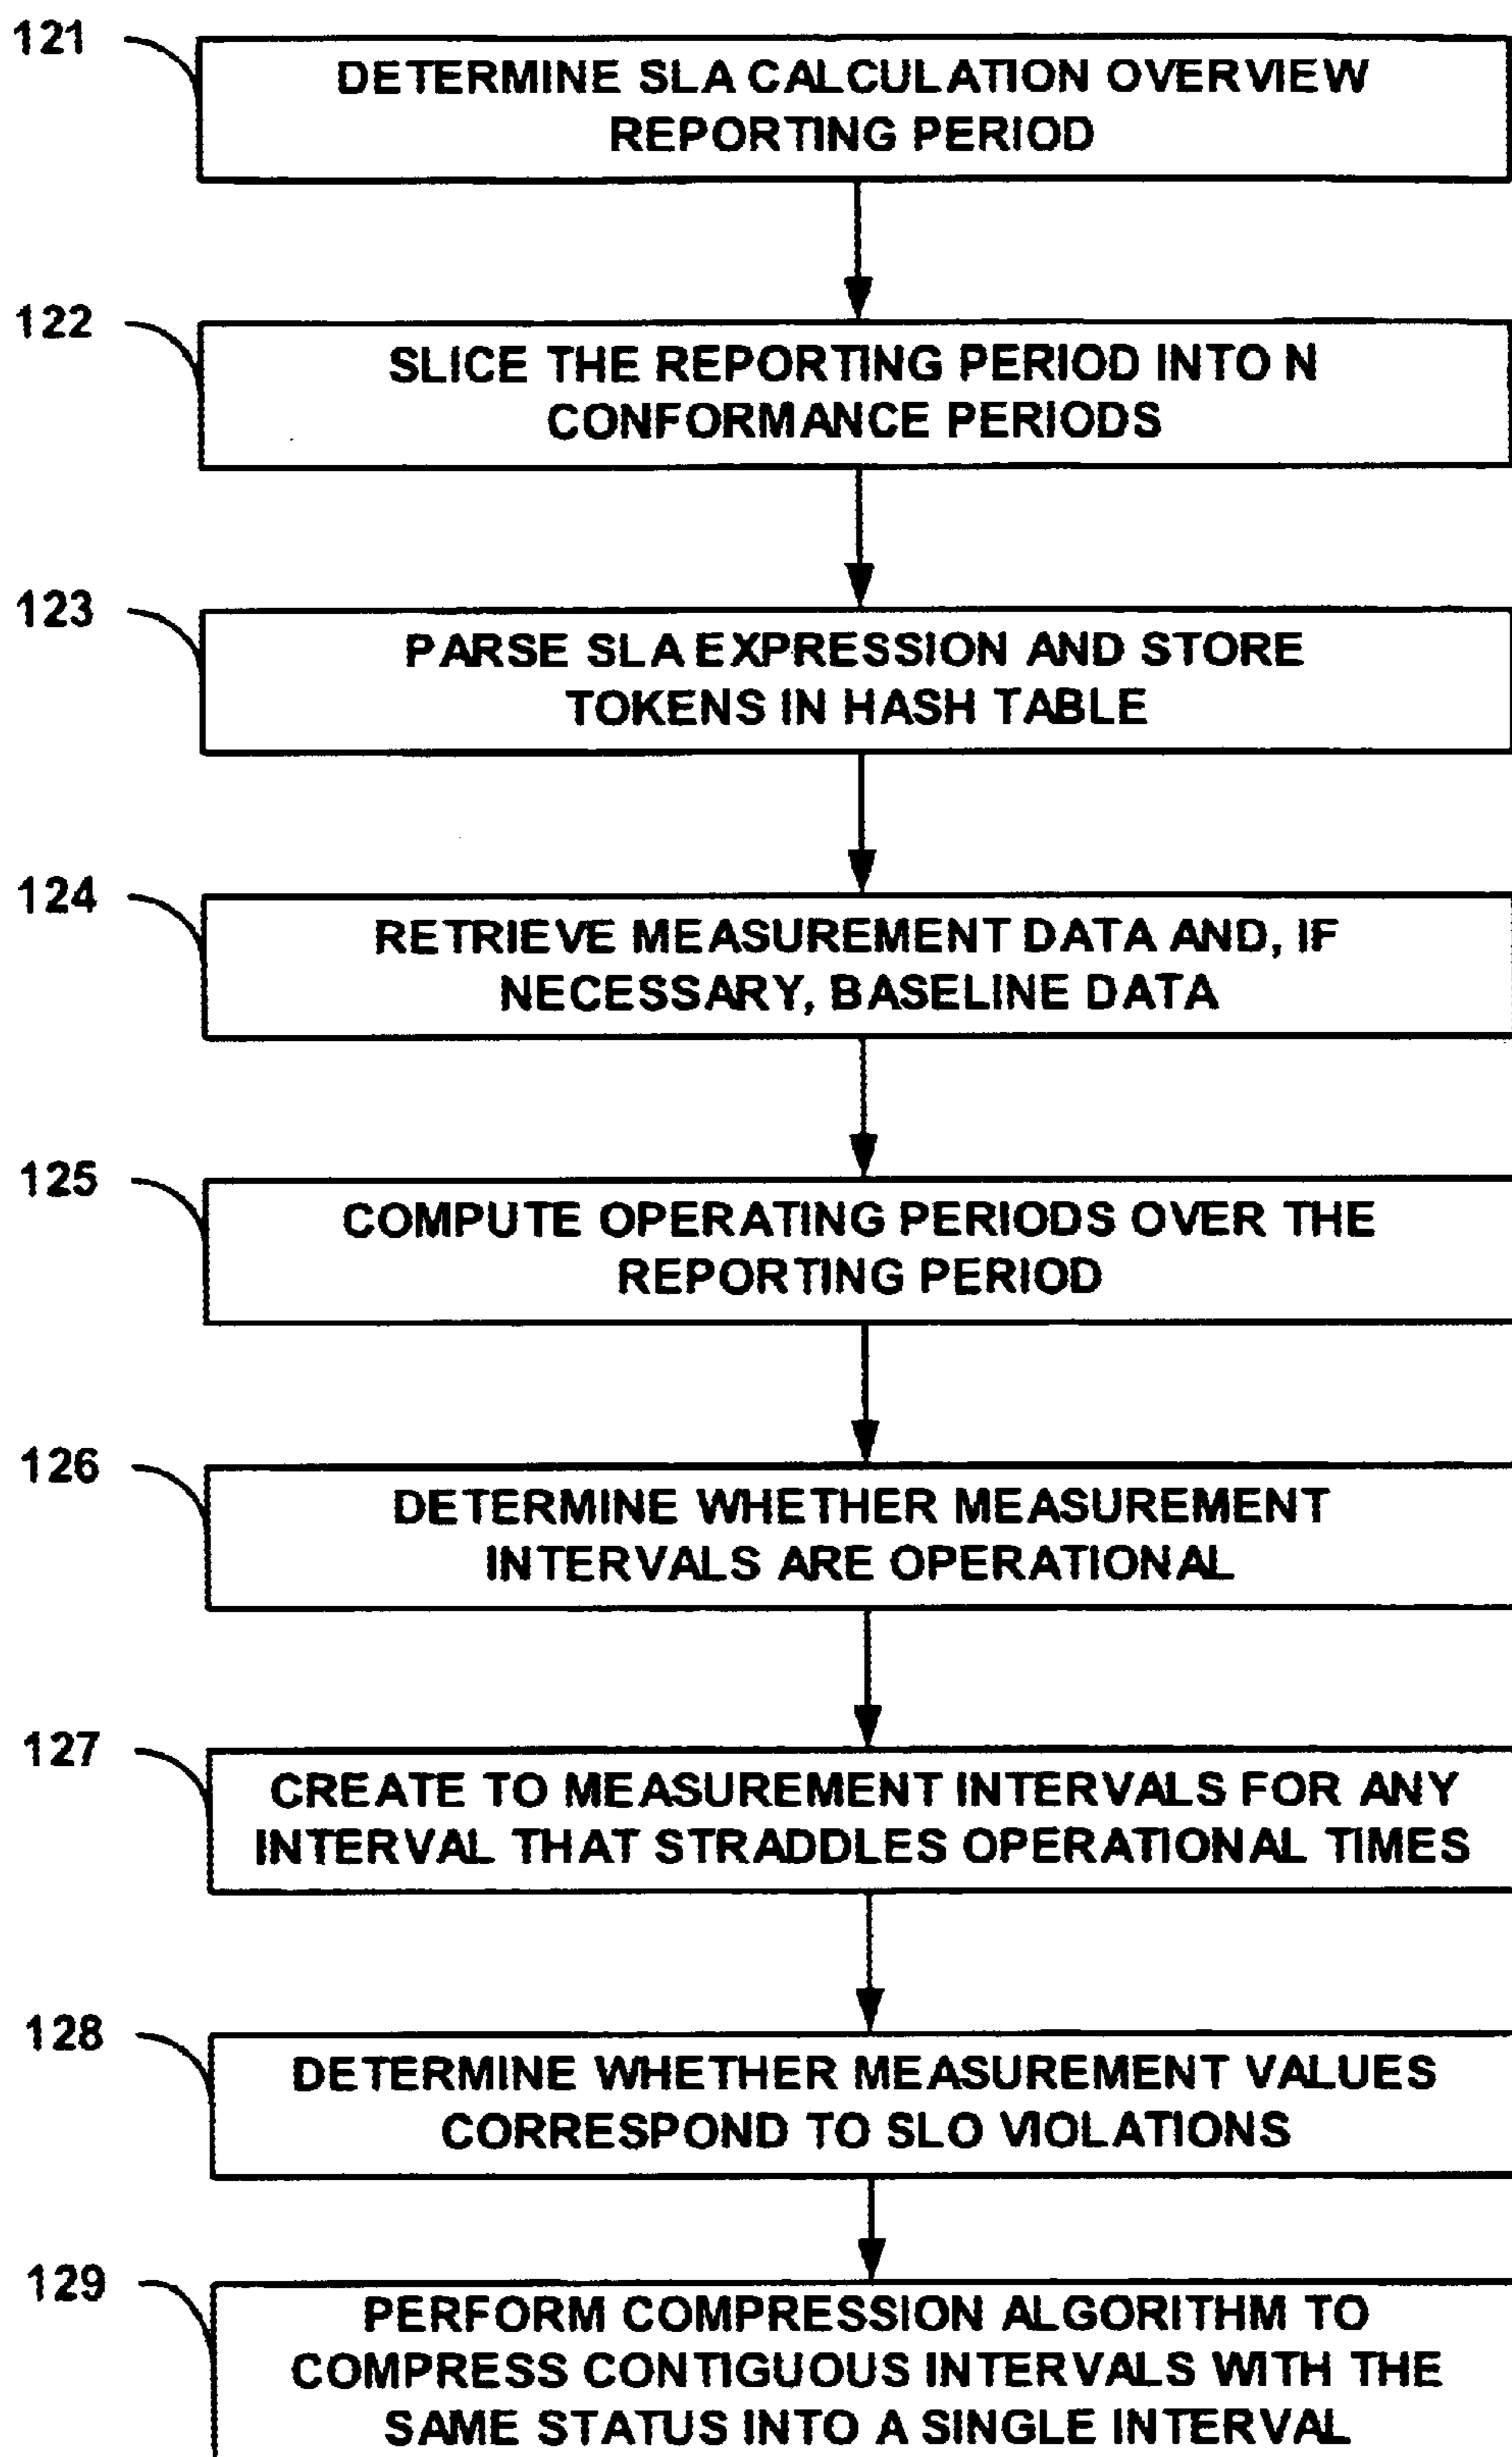 121
DETERMINE SLA CALCULATION OVERVIEW
REPORTING PERIOD
122
SLICE THE REPORTING PERIOD INTO N
CONFORMANCE PERIODS
123
PARSE SLA EXPRESSION AND STORE
TOKENS IN HASH TABLE
124
RETRIEVE MEASUREMENT DATA AND, IF
NECESSARY, BASELINE DATA
125
COMPUTE OPERATING PERIODS OVER THE
REPORTING PERIOD
126
DETERMINE WHETHER MEASUREMENT
INTERVALS ARE OPERATIONAL
127
CREATE TO MEASUREMENT INTERVALS FOR ANY
INTERVAL THAT STRADDLES OPERATIONAL TIMES
128
DETERMINE WHETHER MEASUREMENT VALUES
CORRESPOND TO SLO VIOLATIONS
129
PERFORM COMPRESSION ALGORITHM TO
COMPRESS CONTIGUOUS INTERVALS WITH THE
SAME STATUS INTO A SINGLE INTERVAL